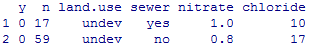 y n land.use sewer nitrate chloride
1 0 17 undev yes 1.0 10
2 0 59 undev no 0.8 17